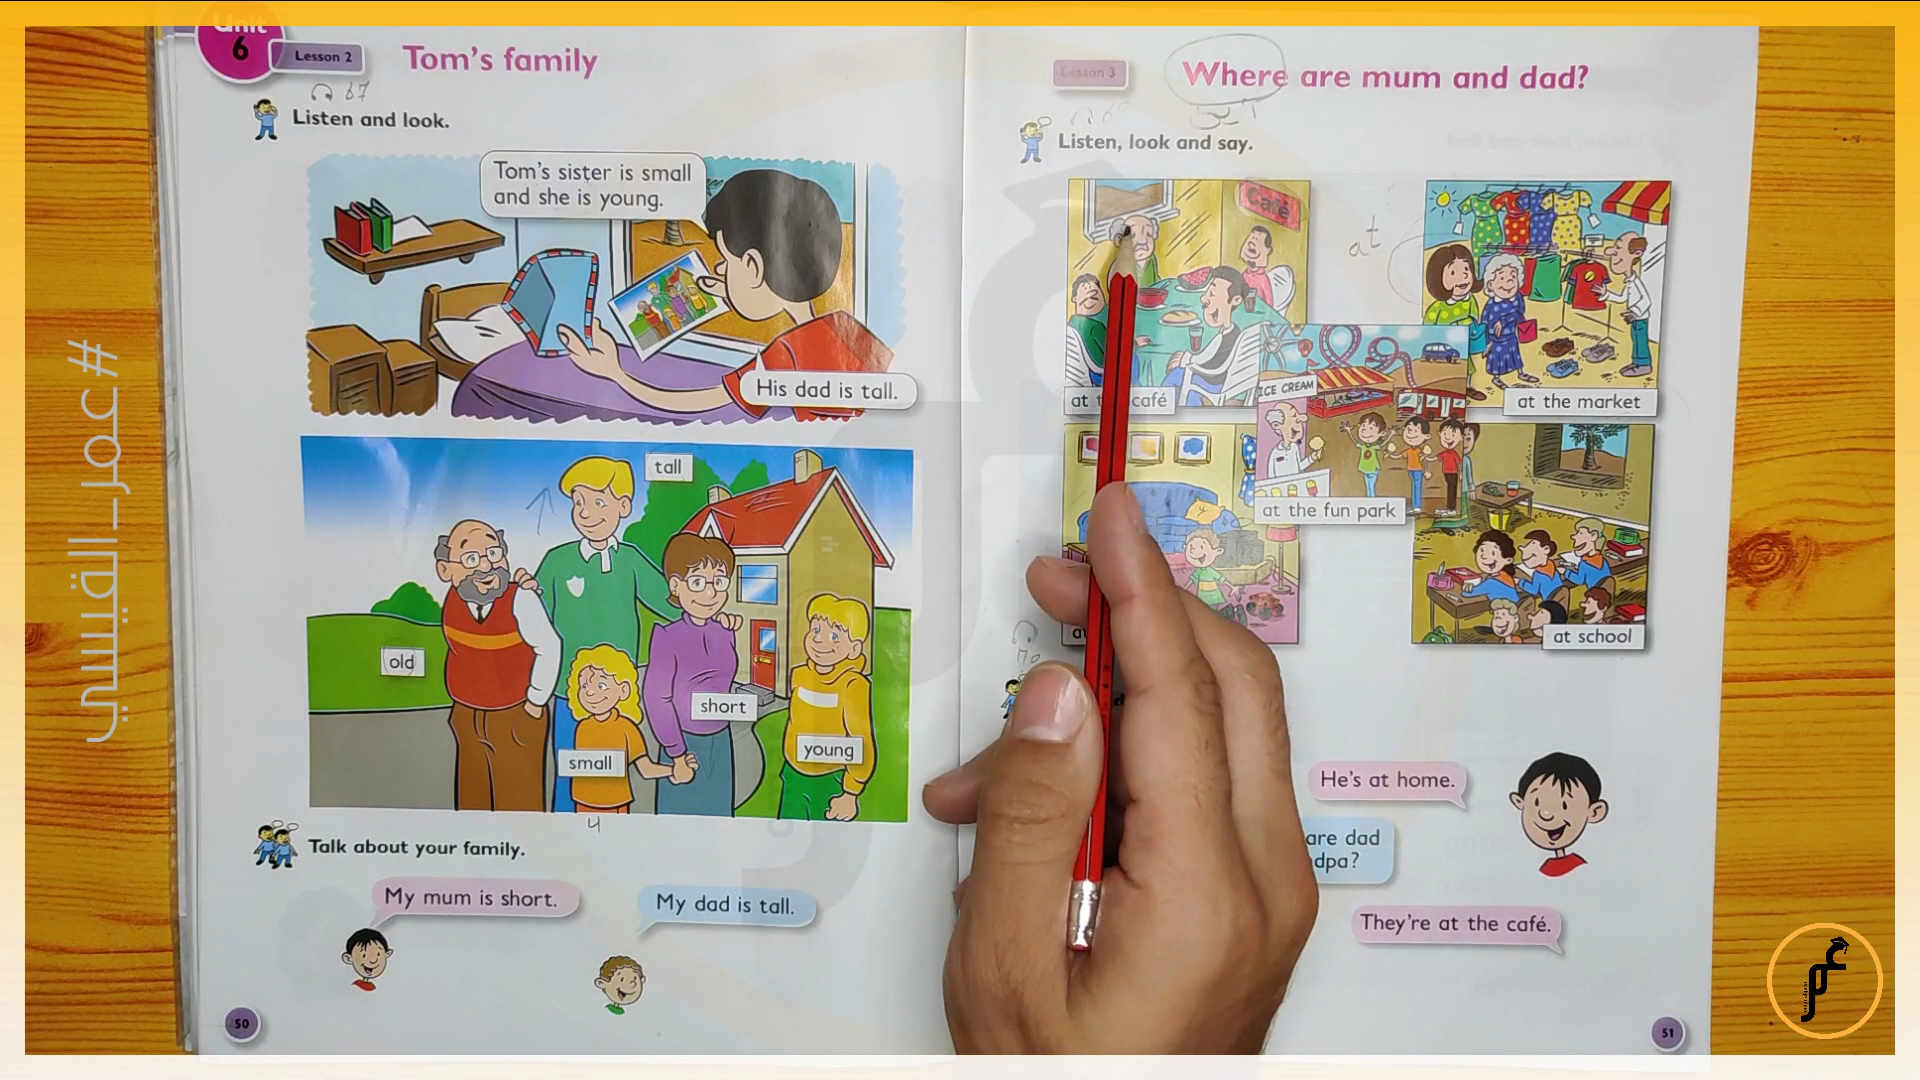 Unit
6
Lesson 2
Tom's family
67
Listen and look.
Tom's sister is small
and she is young.
His dad is tall.
tall
old
short
small
young
Talk about your family.
My mum is short.
My dad is tall.
50
Lesson 3
Where are mum and dad?
Listen, look and say.
Café
at
café
at the market
ICE CREAM
at the fun park
at school
70
He's at home.
are dad
They're at the café.
51